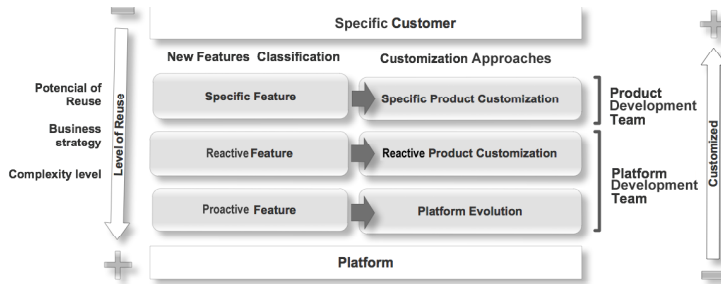 Specific Customer
New Features Classification
Customization Approaches
Potencial of
Reuse
Business
strategy
Complexity level
Level of Reuse
Specific Feature
Specific Product Customization
Reactive Feature
Reactive Product Customization
Proactive Feature
Platform Evolution
Product
Development
Team
Platform
Development
Team
Customized
Platform